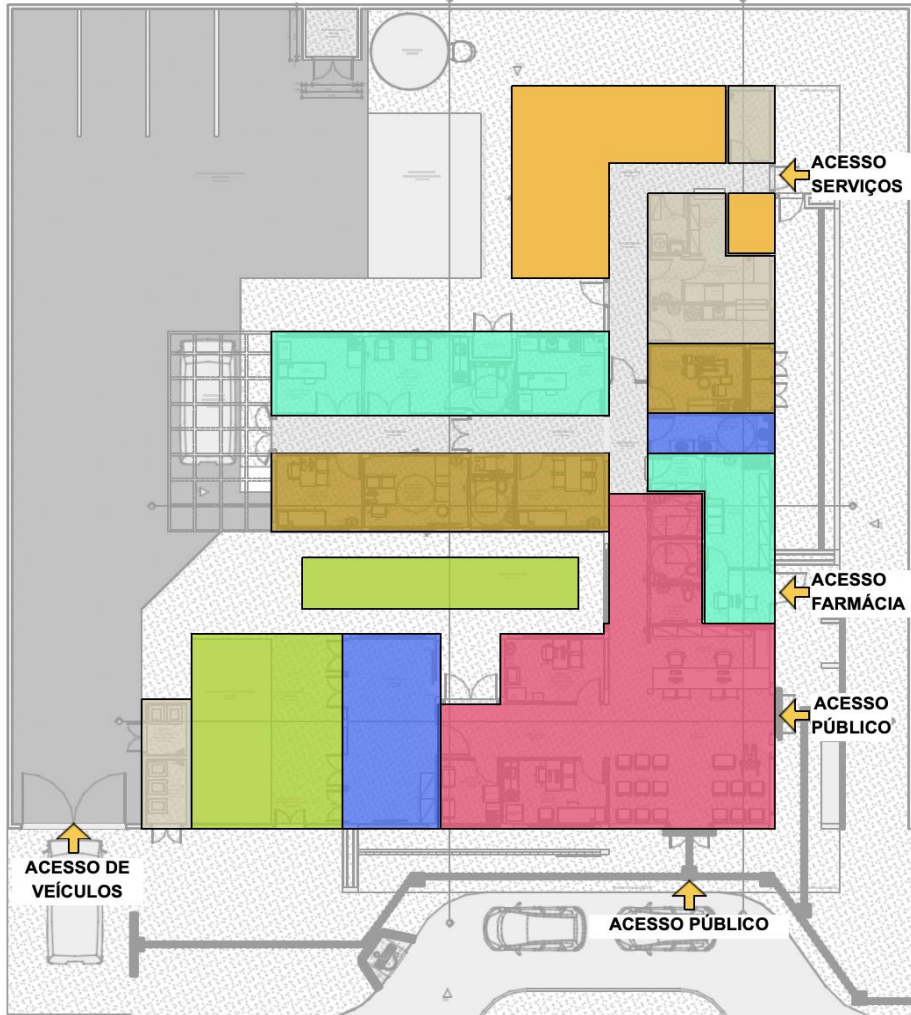 ACESSO
SERVIÇOS
ACESSO
FARMÁCIA
ACESSO
PÚBLICO
ACESSO DE
VEÍCULOS
ACESSO PÚBLICO